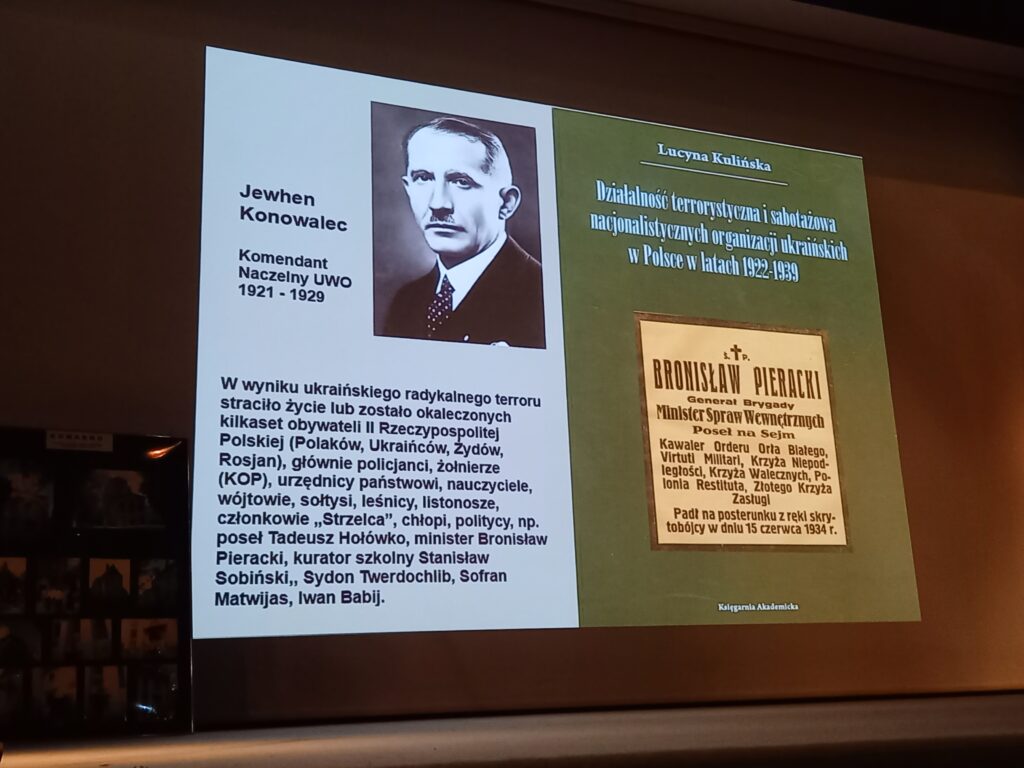 Jewhen
Konowalec
Komendant
Naczelny UWO
1921 - 1929
W wyniku ukraińskiego radykalnego terroru
straciło życie lub zostało okaleczonych
kilkaset obywateli II Rzeczypospolitej
Polskiej (Polaków, Ukraińców, Żydów,
Rosjan), głównie policjanci, żołnierze
(KOP), urzędnicy państwowi, nauczyciele,
wójtowie, sołtysi, leśnicy, listonosze,
członkowie „Strzelca”, chłopi, politycy, np.
poseł Tadeusz Hołówko, minister Bronisław
Pieracki, kurator szkolny Stanisław
Sobiński,, Sydon Twerdochlib, Sofran
Matwijas, Iwan Babij.
Lucyna Kulińska
Działalność terrorystyczna i sabotażowa
nacjonalistycznych organizacji ukraińskich
w Polsce w latach 1922-1939
Ś. P.
BRONISŁAW PIERACKI
Generał Brygady
Minister Spraw Wewnętrznych
Poseł na Sejm
Kawaler Orderu Orła Białego,
Virtuti Militari, Krzyża Niepod-
ległości, Krzyża Walecznych, Po-
lonia Restituta, Złotego Krzyża
Zasługi
Padł na posterunku z ręki skry-
tobójcy w dniu 15 czerwca 1934 r.
Księgarnia Akademicka